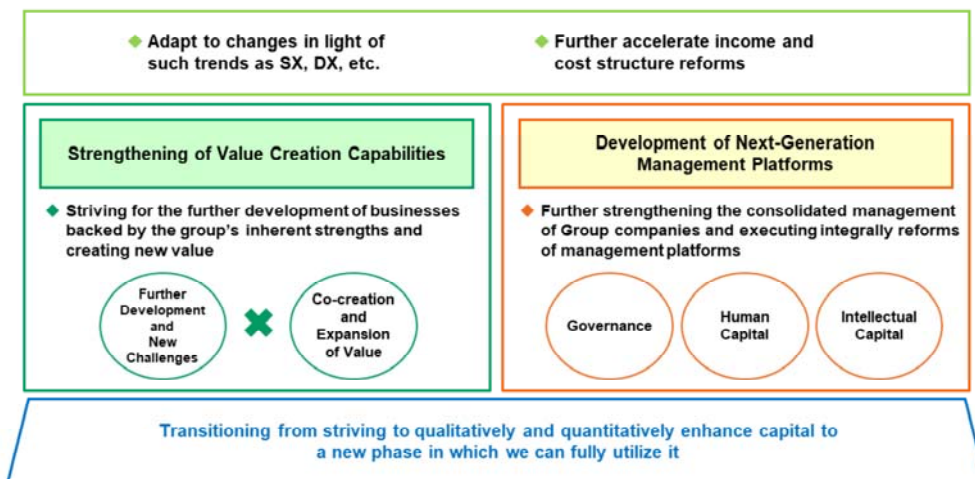 ◆ Adapt to changes in light of
such trends as SX, DX, etc.
◆ Further accelerate income and
cost structure reforms
Strengthening of Value Creation Capabilities
◆ Striving for the further development of businesses
backed by the group's inherent strengths and
creating new value
Further
Development
and
New
Challenges
Co-creation
and
Expansion
of Value
Development of Next-Generation
Management Platforms
◆ Further strengthening the consolidated management
of Group companies and executing integrally reforms
of management platforms
Governance
Human
Capital
Intellectual
Capital
Transitioning from striving to qualitatively and quantitatively enhance capital to
a new phase in which we can fully utilize it